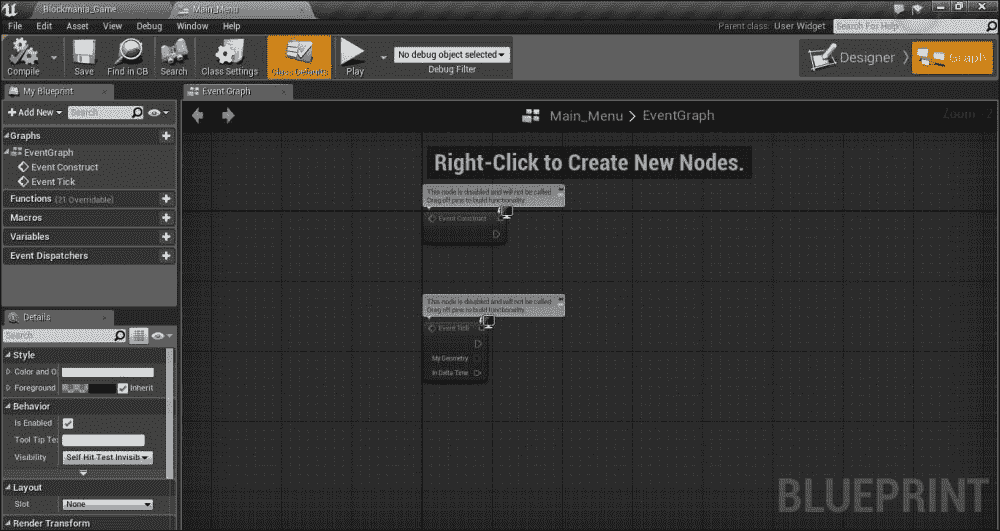 Blockmania_Game
Main_Menu
File Edit Asset View Debug Window Help
Parent class: User Widget
Search For Help
Compile
Save
Find in CB
Search
Class Settings
Class Defaults
Play
No debug object selected
Debug Filter
Designer
Graph
My Blueprint
Event Graph
Add New
Search
Main_Menu > EventGraph
Zoom
Graphs
EventGraph
Event Construct
Event Tick
Functions (21 Overridable)
Macros
Variables
Event Dispatchers
Right-Click to Create New Nodes.
This node is disabled and will not be called.
Drag off pins to build functionality.
Event Construct
This node is disabled and will not be called.
Drag off pins to build functionality.
Event Tick
My Geometry
In Delta Time
Details
Search
Style
Color and O
Foreground
Inherit
Behavior
Is Enabled
Tool Tip Te
Visibility
Self Hit Test Invisib
Layout
Slot
None
Render Transform
BLUEPRINT